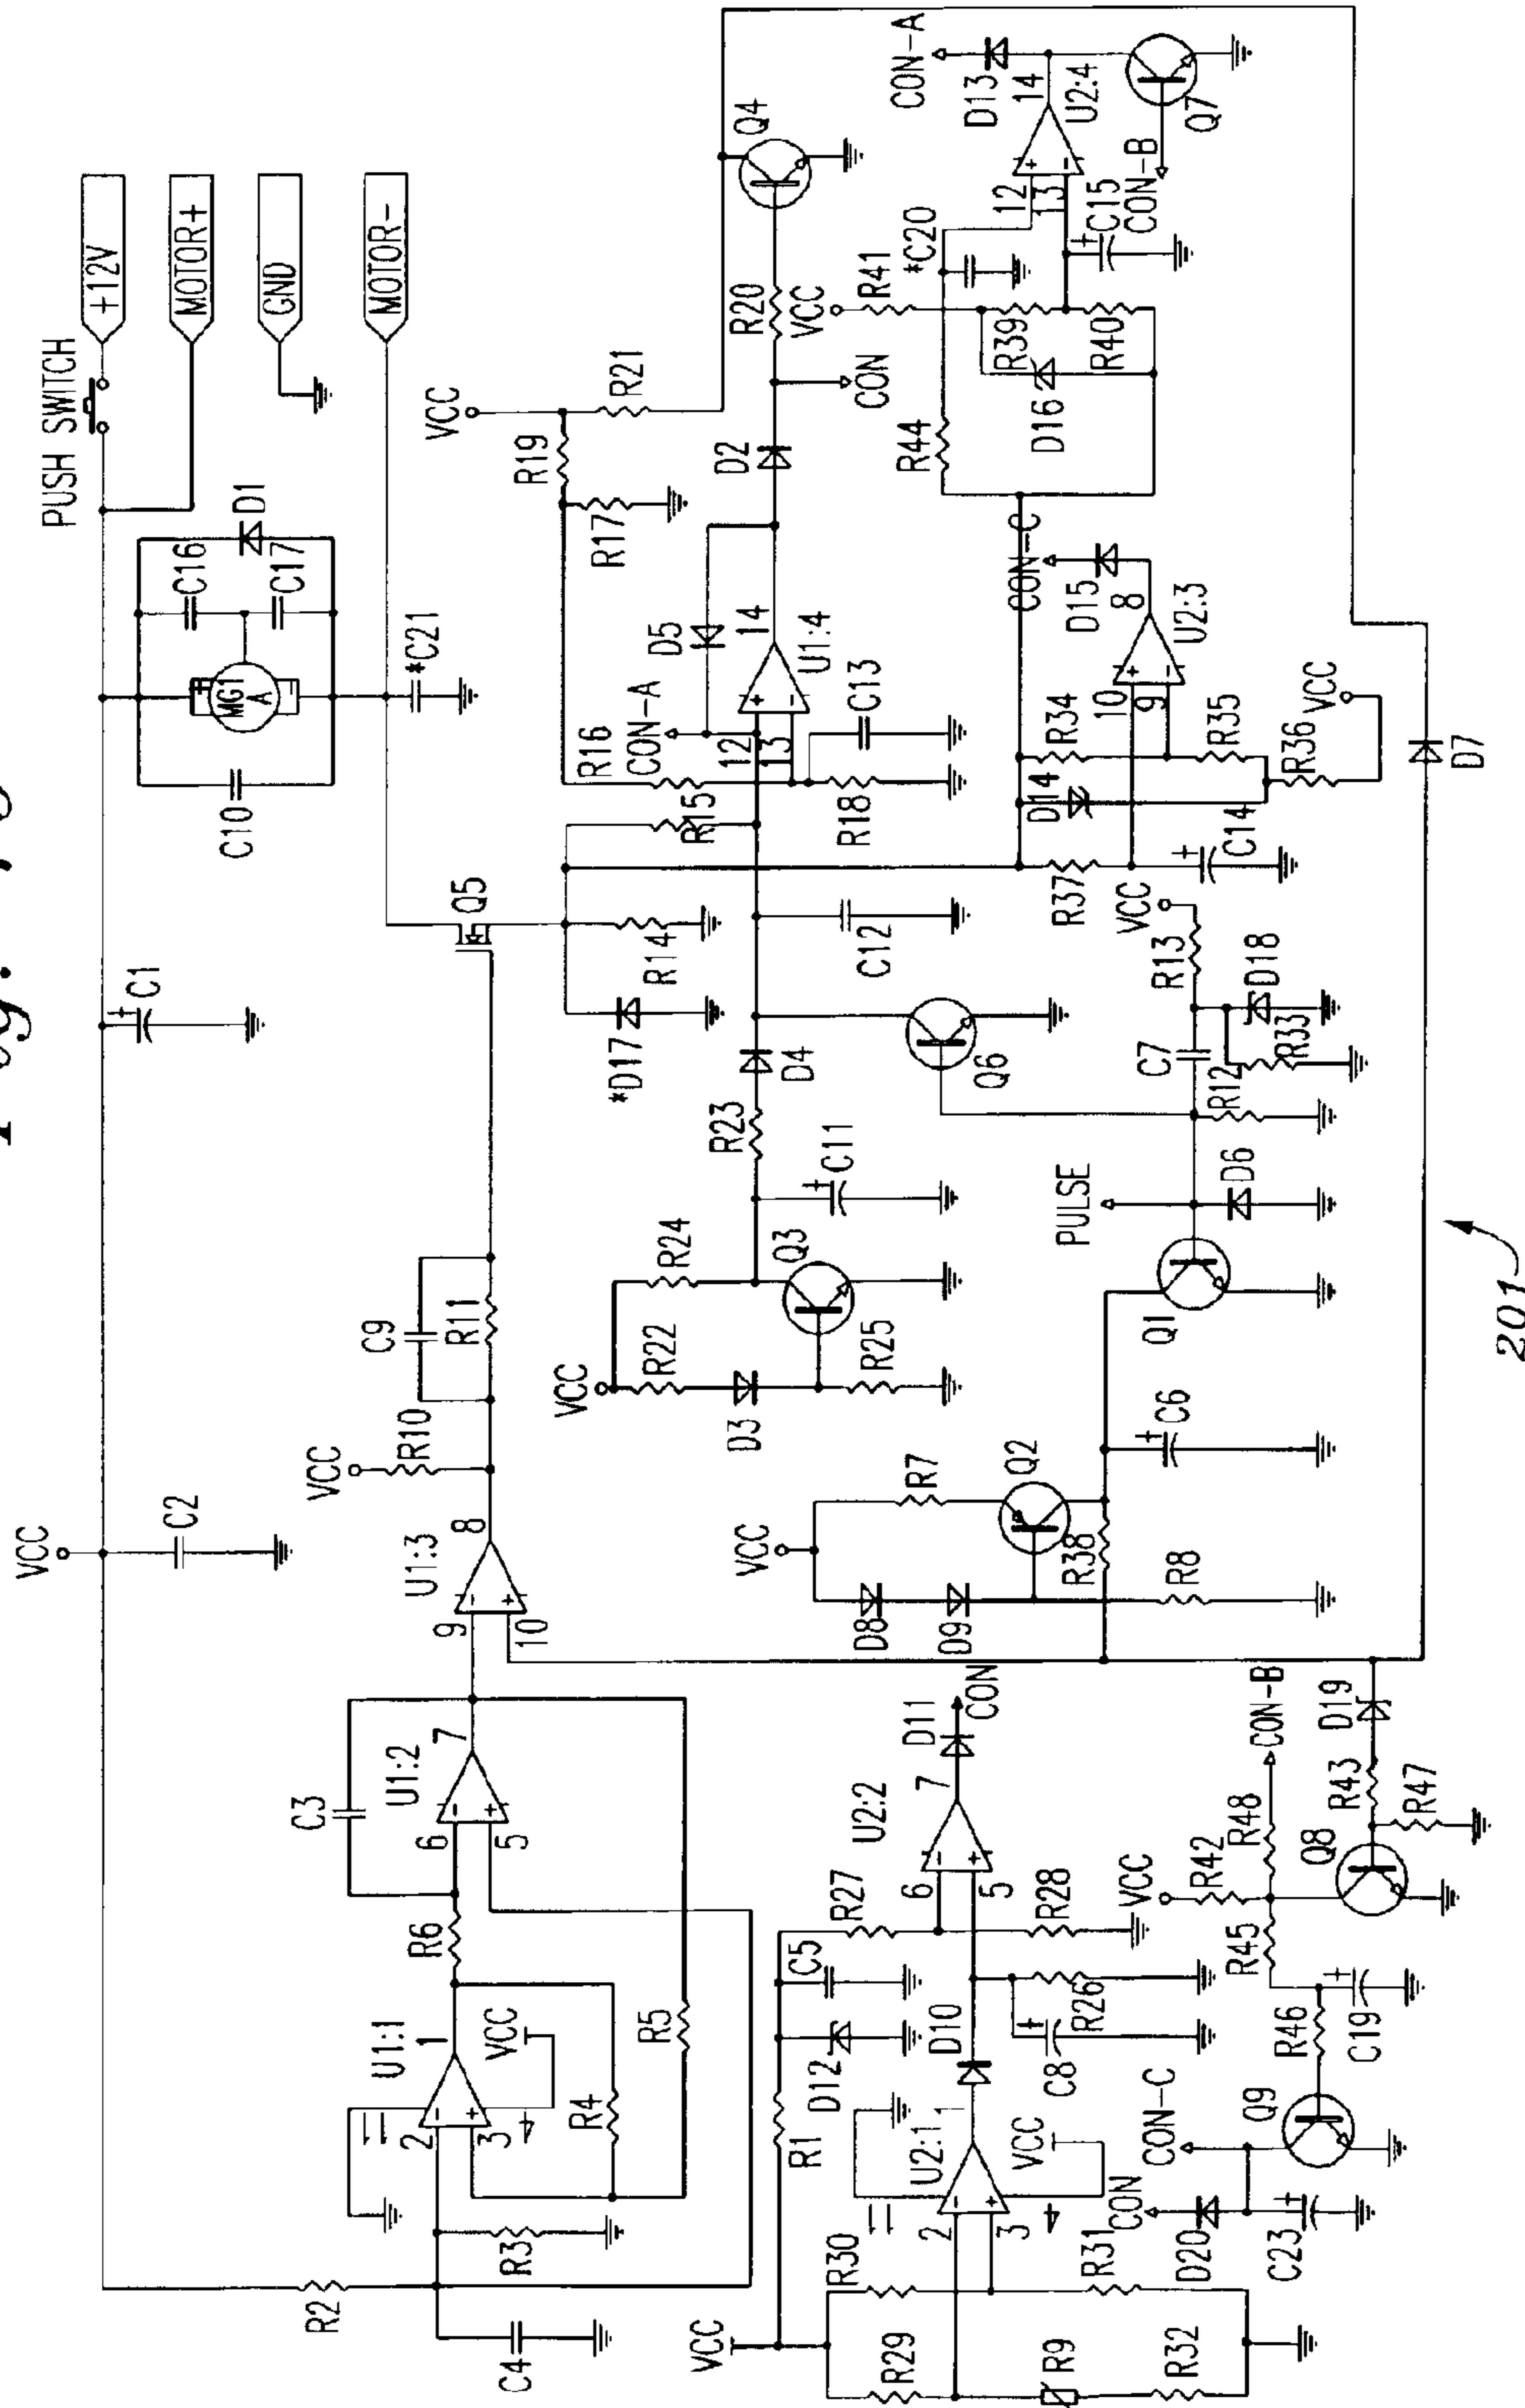 PUSH SWITCH
+12V
MOTOR+
GND
MOTOR-
VCC
C2
C1
C10
MG1
A
C16
C17
D1
*C21
R2
C4
R3
2
3
11
4
U1:1
1
VCC
R4
R5
R6
C3
6
5
U1:2
7
9
10
U1:3
8
VCC
R10
C9
R11
Q5
*D17
R14
R15
R16
CON-A
12
13
D5
14
U1:4
R18
C13
R17
R19
VCC
R21
D2
CON
R20
Q4
VCC
R22
D3
R24
R25
Q3
C11
R23
D4
C12
Q6
VCC
D8
D9
R7
Q2
R38
R8
C6
Q1
PULSE
D6
R12
C7
R33
D18
R13
VCC
R37
C14
D14
R34
R35
R36
VCC
10
9
8
U2:3
D15
CON-C
R44
D16
R39
R40
VCC
R41
*C20
12
13
C15
CON-B
U2:4
14
D13
CON-A
Q7
D7
VCC
R29
R9
R32
R30
R31
2
3
11
4
U2:1
1
VCC
R1
D12
C5
D10
C8
R26
R27
R28
6
5
U2:2
7
D11
CON
CON
D20
C23
CON-C
Q9
R46
C19
R45
VCC
R42
R48
CON-B
Q8
R43
R47
D19
201